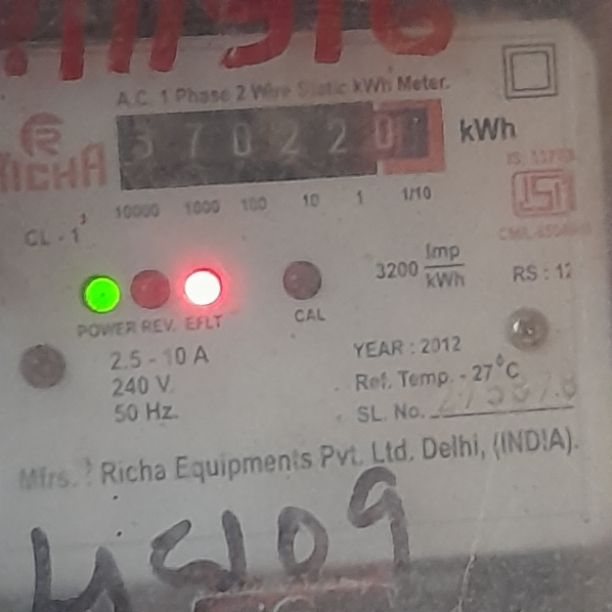 A.C. 1 Phase 2 Wire Static kWh Meter.
3 7 0 2 2 0 kWh
RICHA
10000 1000 100 10 1 1/10
CL - 1
3200 Imp/kWh
RS : 12
POWER REV. EFLT CAL
2.5 - 10 A
240 V.
50 Hz.
YEAR : 2012
Ref. Temp. - 27°C
SL. No.
Mfrs. : Richa Equipments Pvt. Ltd. Delhi, (INDIA).